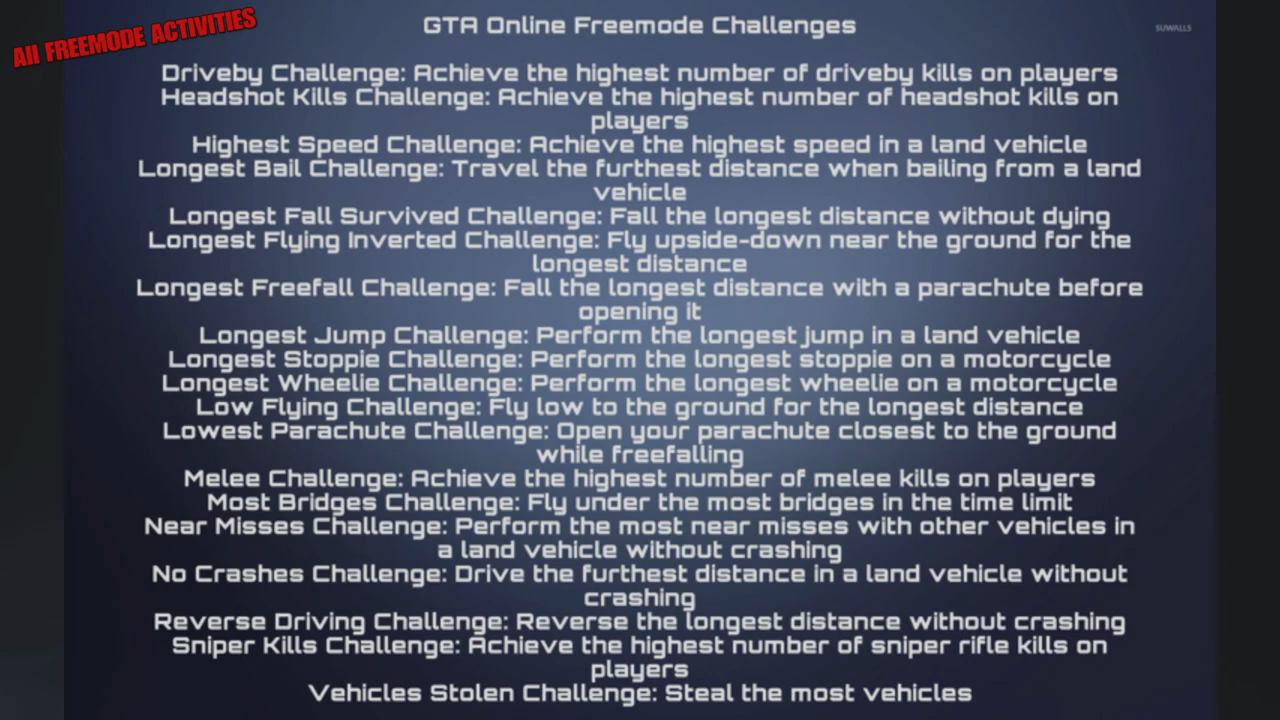 All FREEMODE ACTIVITIES
GTA Online Freemode Challenges
SUWALLS
Driveby Challenge: Achieve the highest number of driveby kills on players
Headshot Kills Challenge: Achieve the highest number of headshot kills on
players
Highest Speed Challenge: Achieve the highest speed in a land vehicle
Longest Bail Challenge: Travel the furthest distance when bailing from a land
vehicle
Longest Fall Survived Challenge: Fall the longest distance without dying
Longest Flying Inverted Challenge: Fly upside-down near the ground for the
longest distance
Longest Freefall Challenge: Fall the longest distance with a parachute before
opening it
Longest Jump Challenge: Perform the longest jump in a land vehicle
Longest Stoppie Challenge: Perform the longest stoppie on a motorcycle
Longest Wheelie Challenge: Perform the longest wheelie on a motorcycle
Low Flying Challenge: Fly low to the ground for the longest distance
Lowest Parachute Challenge: Open your parachute closest to the ground
while freefalling
Melee Challenge: Achieve the highest number of melee kills on players
Most Bridges Challenge: Fly under the most bridges in the time limit
Near Misses Challenge: Perform the most near misses with other vehicles in
a land vehicle without crashing
No Crashes Challenge: Drive the furthest distance in a land vehicle without
crashing
Reverse Driving Challenge: Reverse the longest distance without crashing
Sniper Kills Challenge: Achieve the highest number of sniper rifle kills on
players
Vehicles Stolen Challenge: Steal the most vehicles